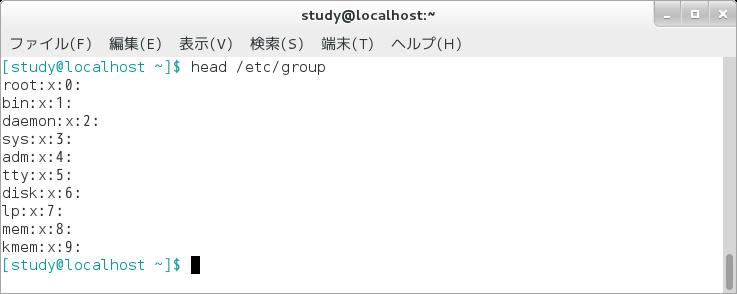 study@localhost:~
ファイル(F) 編集(E) 表示(V) 検索(S) 端末(T) ヘルプ(H)
[study@localhost ~]$ head /etc/group
root:x:0:
bin:x:1:
daemon:x:2:
sys:x:3:
adm:x:4:
tty:x:5:
disk:x:6:
lp:x:7:
mem:x:8:
kmem:x:9:
[study@localhost ~]$